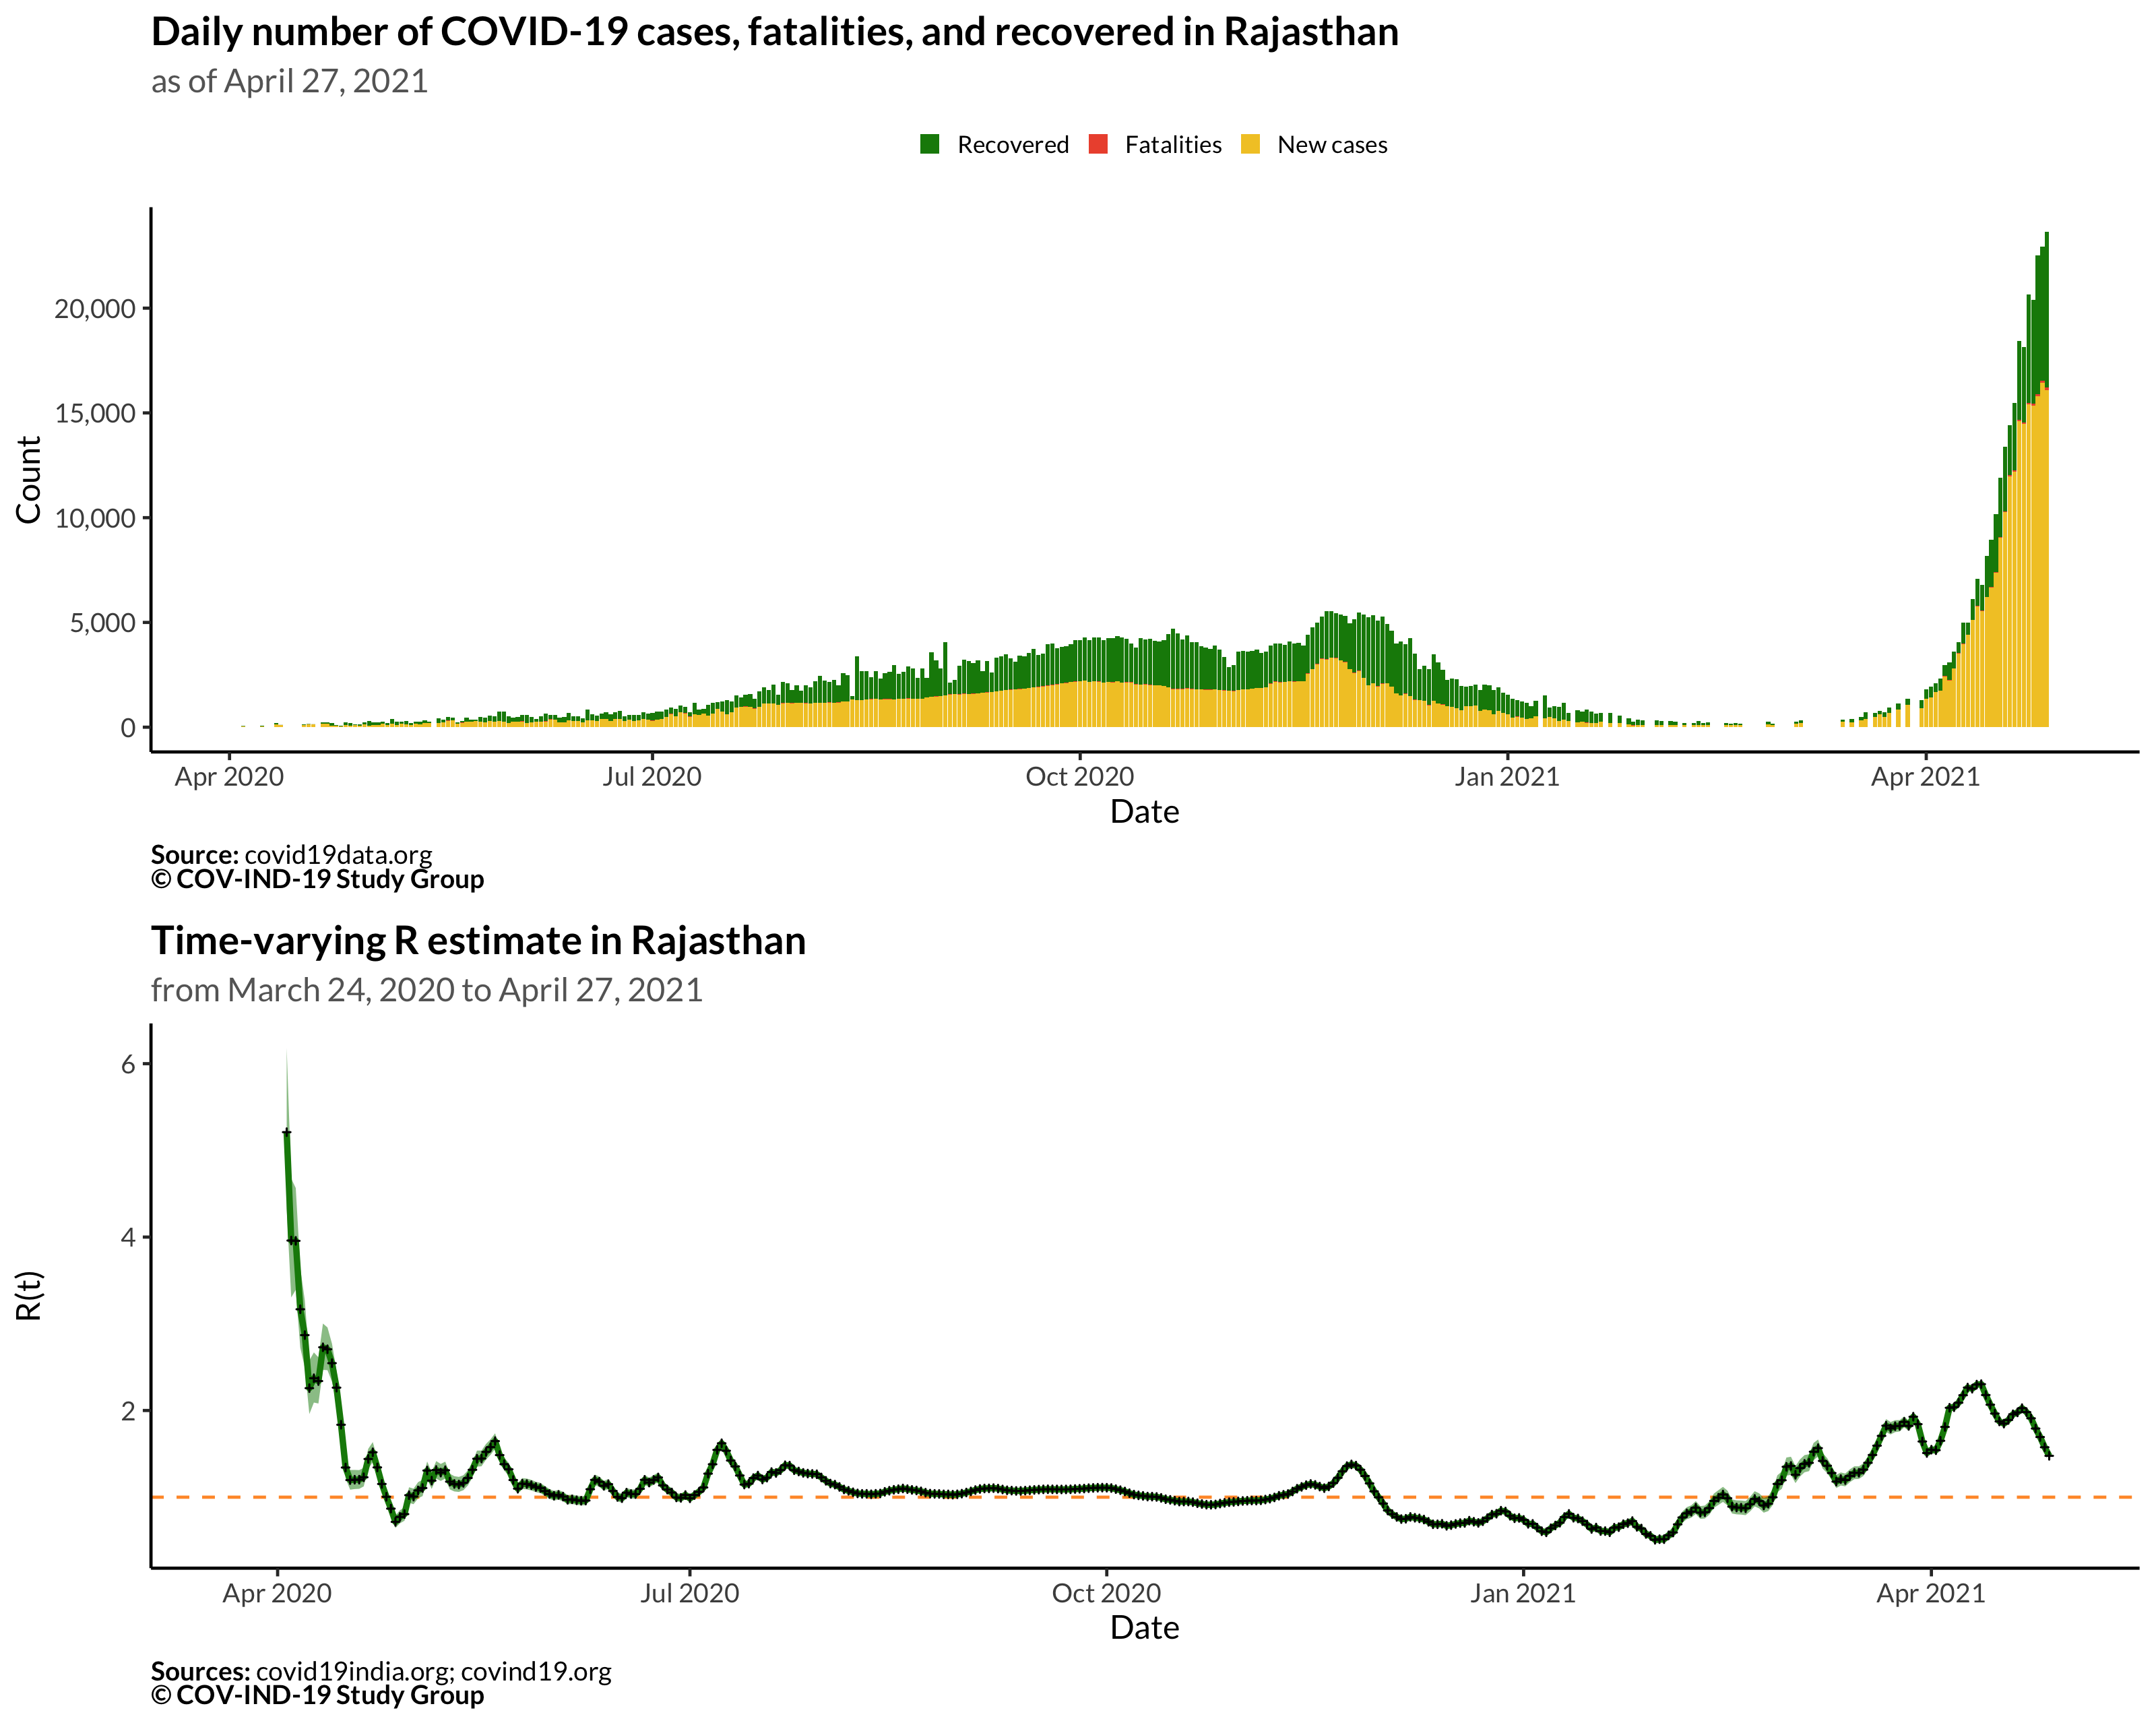 Daily number of COVID-19 cases, fatalities, and recovered in Rajasthan
as of April 27, 2021
Recovered Fatalities New cases
Count
20,000
15,000
10,000
5,000
0
Apr 2020 Jul 2020 Oct 2020 Jan 2021 Apr 2021
Date
Source: covid19data.org
© COV-IND-19 Study Group
Time-varying R estimate in Rajasthan
from March 24, 2020 to April 27, 2021
R(t)
6
4
2
Apr 2020 Jul 2020 Oct 2020 Jan 2021 Apr 2021
Date
Sources: covid19india.org; covind19.org
© COV-IND-19 Study Group